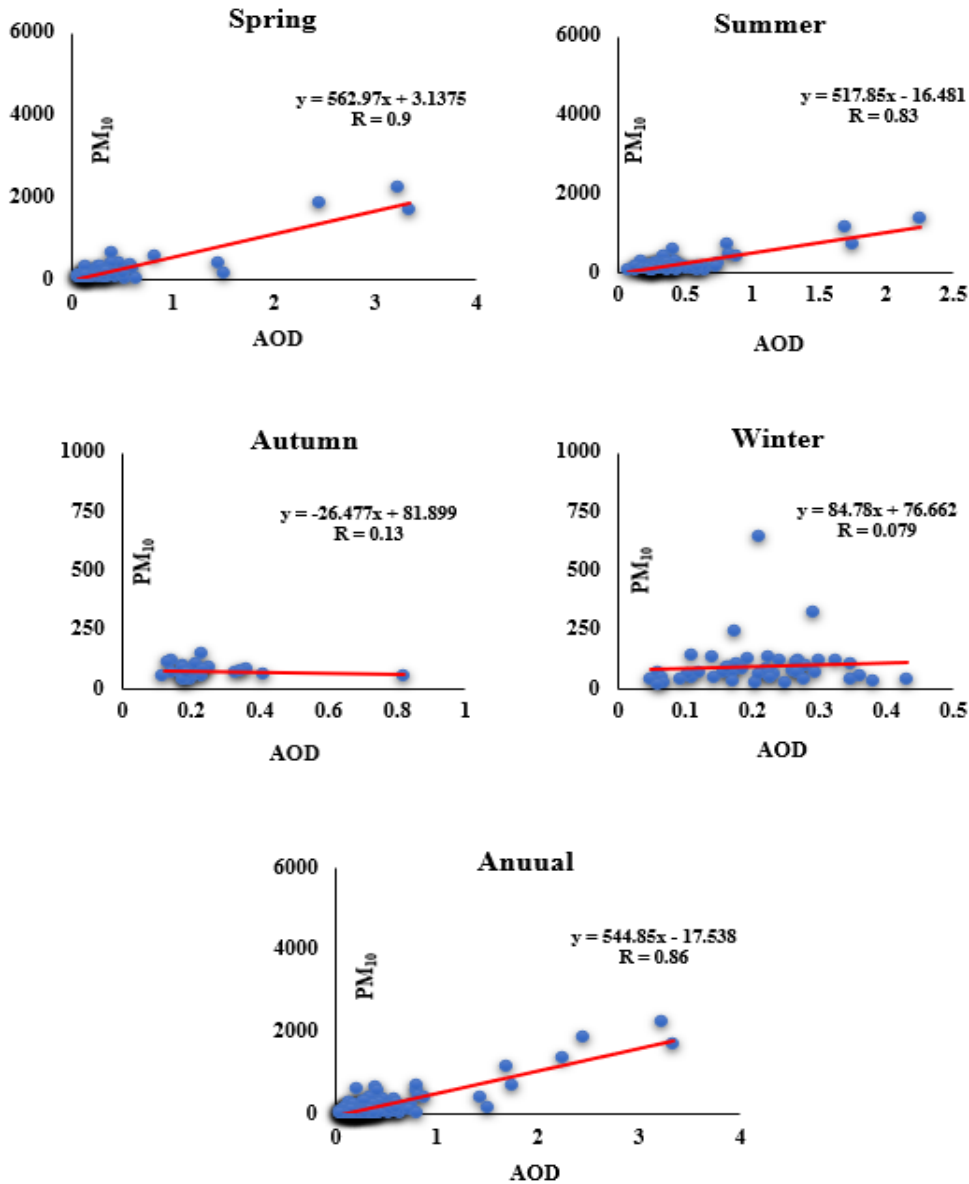 Spring
6000
4000
2000
0
PM₁₀
y = 562.97x + 3.1375
R = 0.9
0 1 2 3 4
AOD
Summer
6000
4000
2000
0
PM₁₀
y = 517.85x - 16.481
R = 0.83
0 0.5 1 1.5 2 2.5
AOD
Autumn
1000
750
500
250
0
PM₁₀
y = -26.477x + 81.899
R = 0.13
0 0.2 0.4 0.6 0.8 1
AOD
Winter
1000
750
500
250
0
PM₁₀
y = 84.78x + 76.662
R = 0.079
0 0.1 0.2 0.3 0.4 0.5
AOD
Anuual
6000
4000
2000
0
PM₁₀
y = 544.85x - 17.538
R = 0.86
0 1 2 3 4
AOD